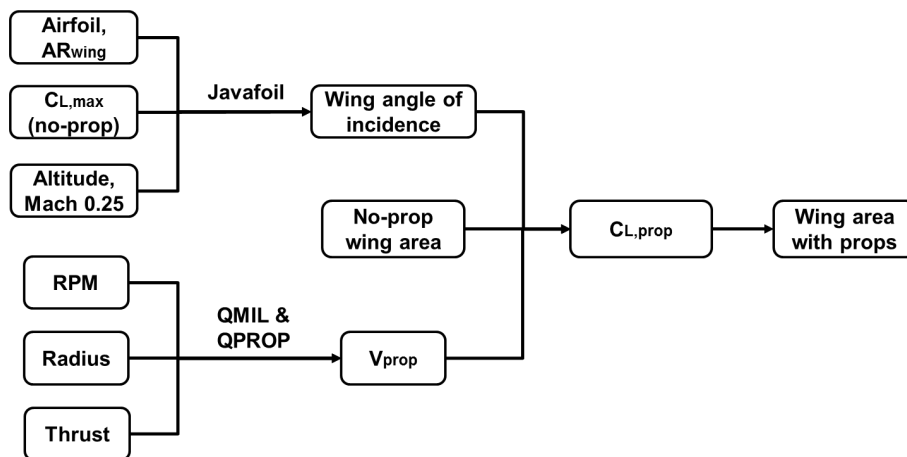 Airfoil,
ARwing
CL,max
(no-prop)
Altitude,
Mach 0.25
Javafoil
Wing angle of
incidence
No-prop
wing area
CL,prop
Wing area
with props
RPM
Radius
Thrust
QMIL &
QPROP
Vprop